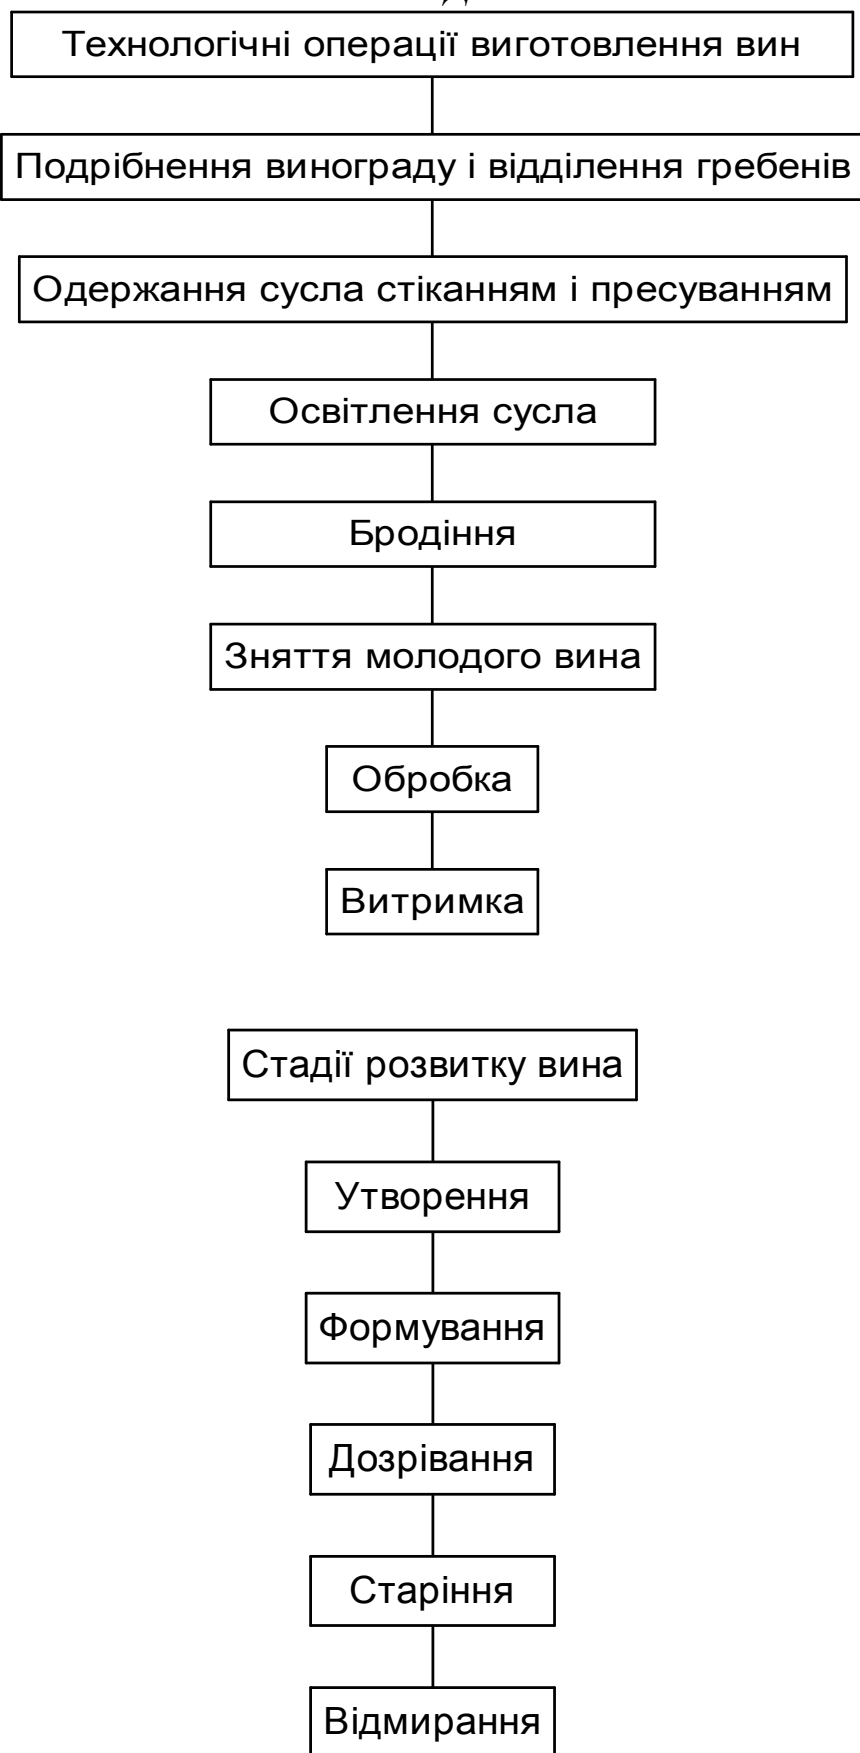 Технологічні операції виготовлення вин
Подрібнення винограду і відділення гребенів
Одержання сусла стіканням і пресуванням
Освітлення сусла
Бродіння
Зняття молодого вина
Обробка
Витримка
Стадії розвитку вина
Утворення
Формування
Дозрівання
Старіння
Відмирання